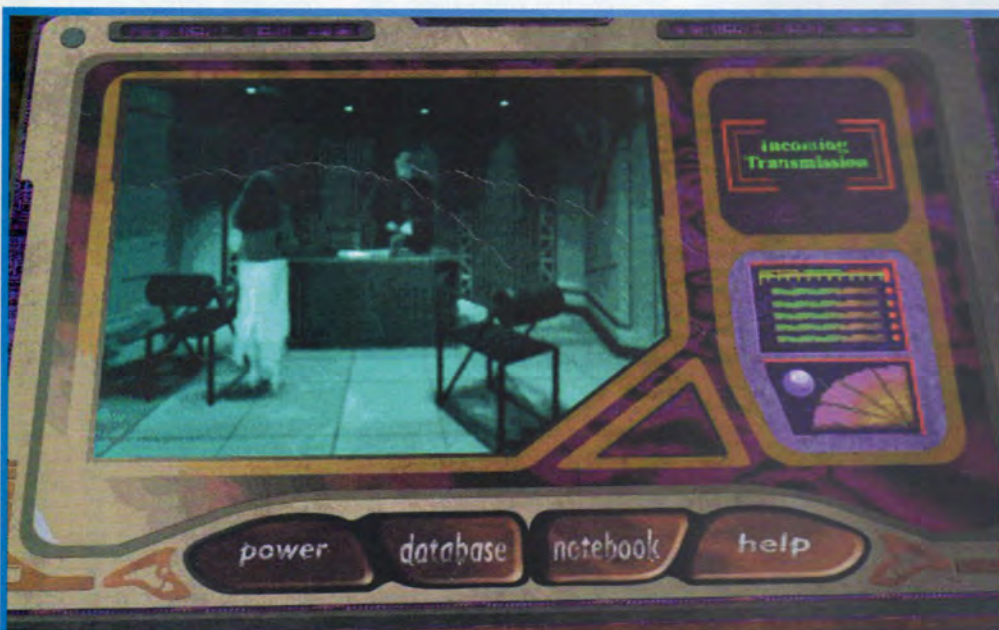 Incoming
Transmission
power
database
notebook
help